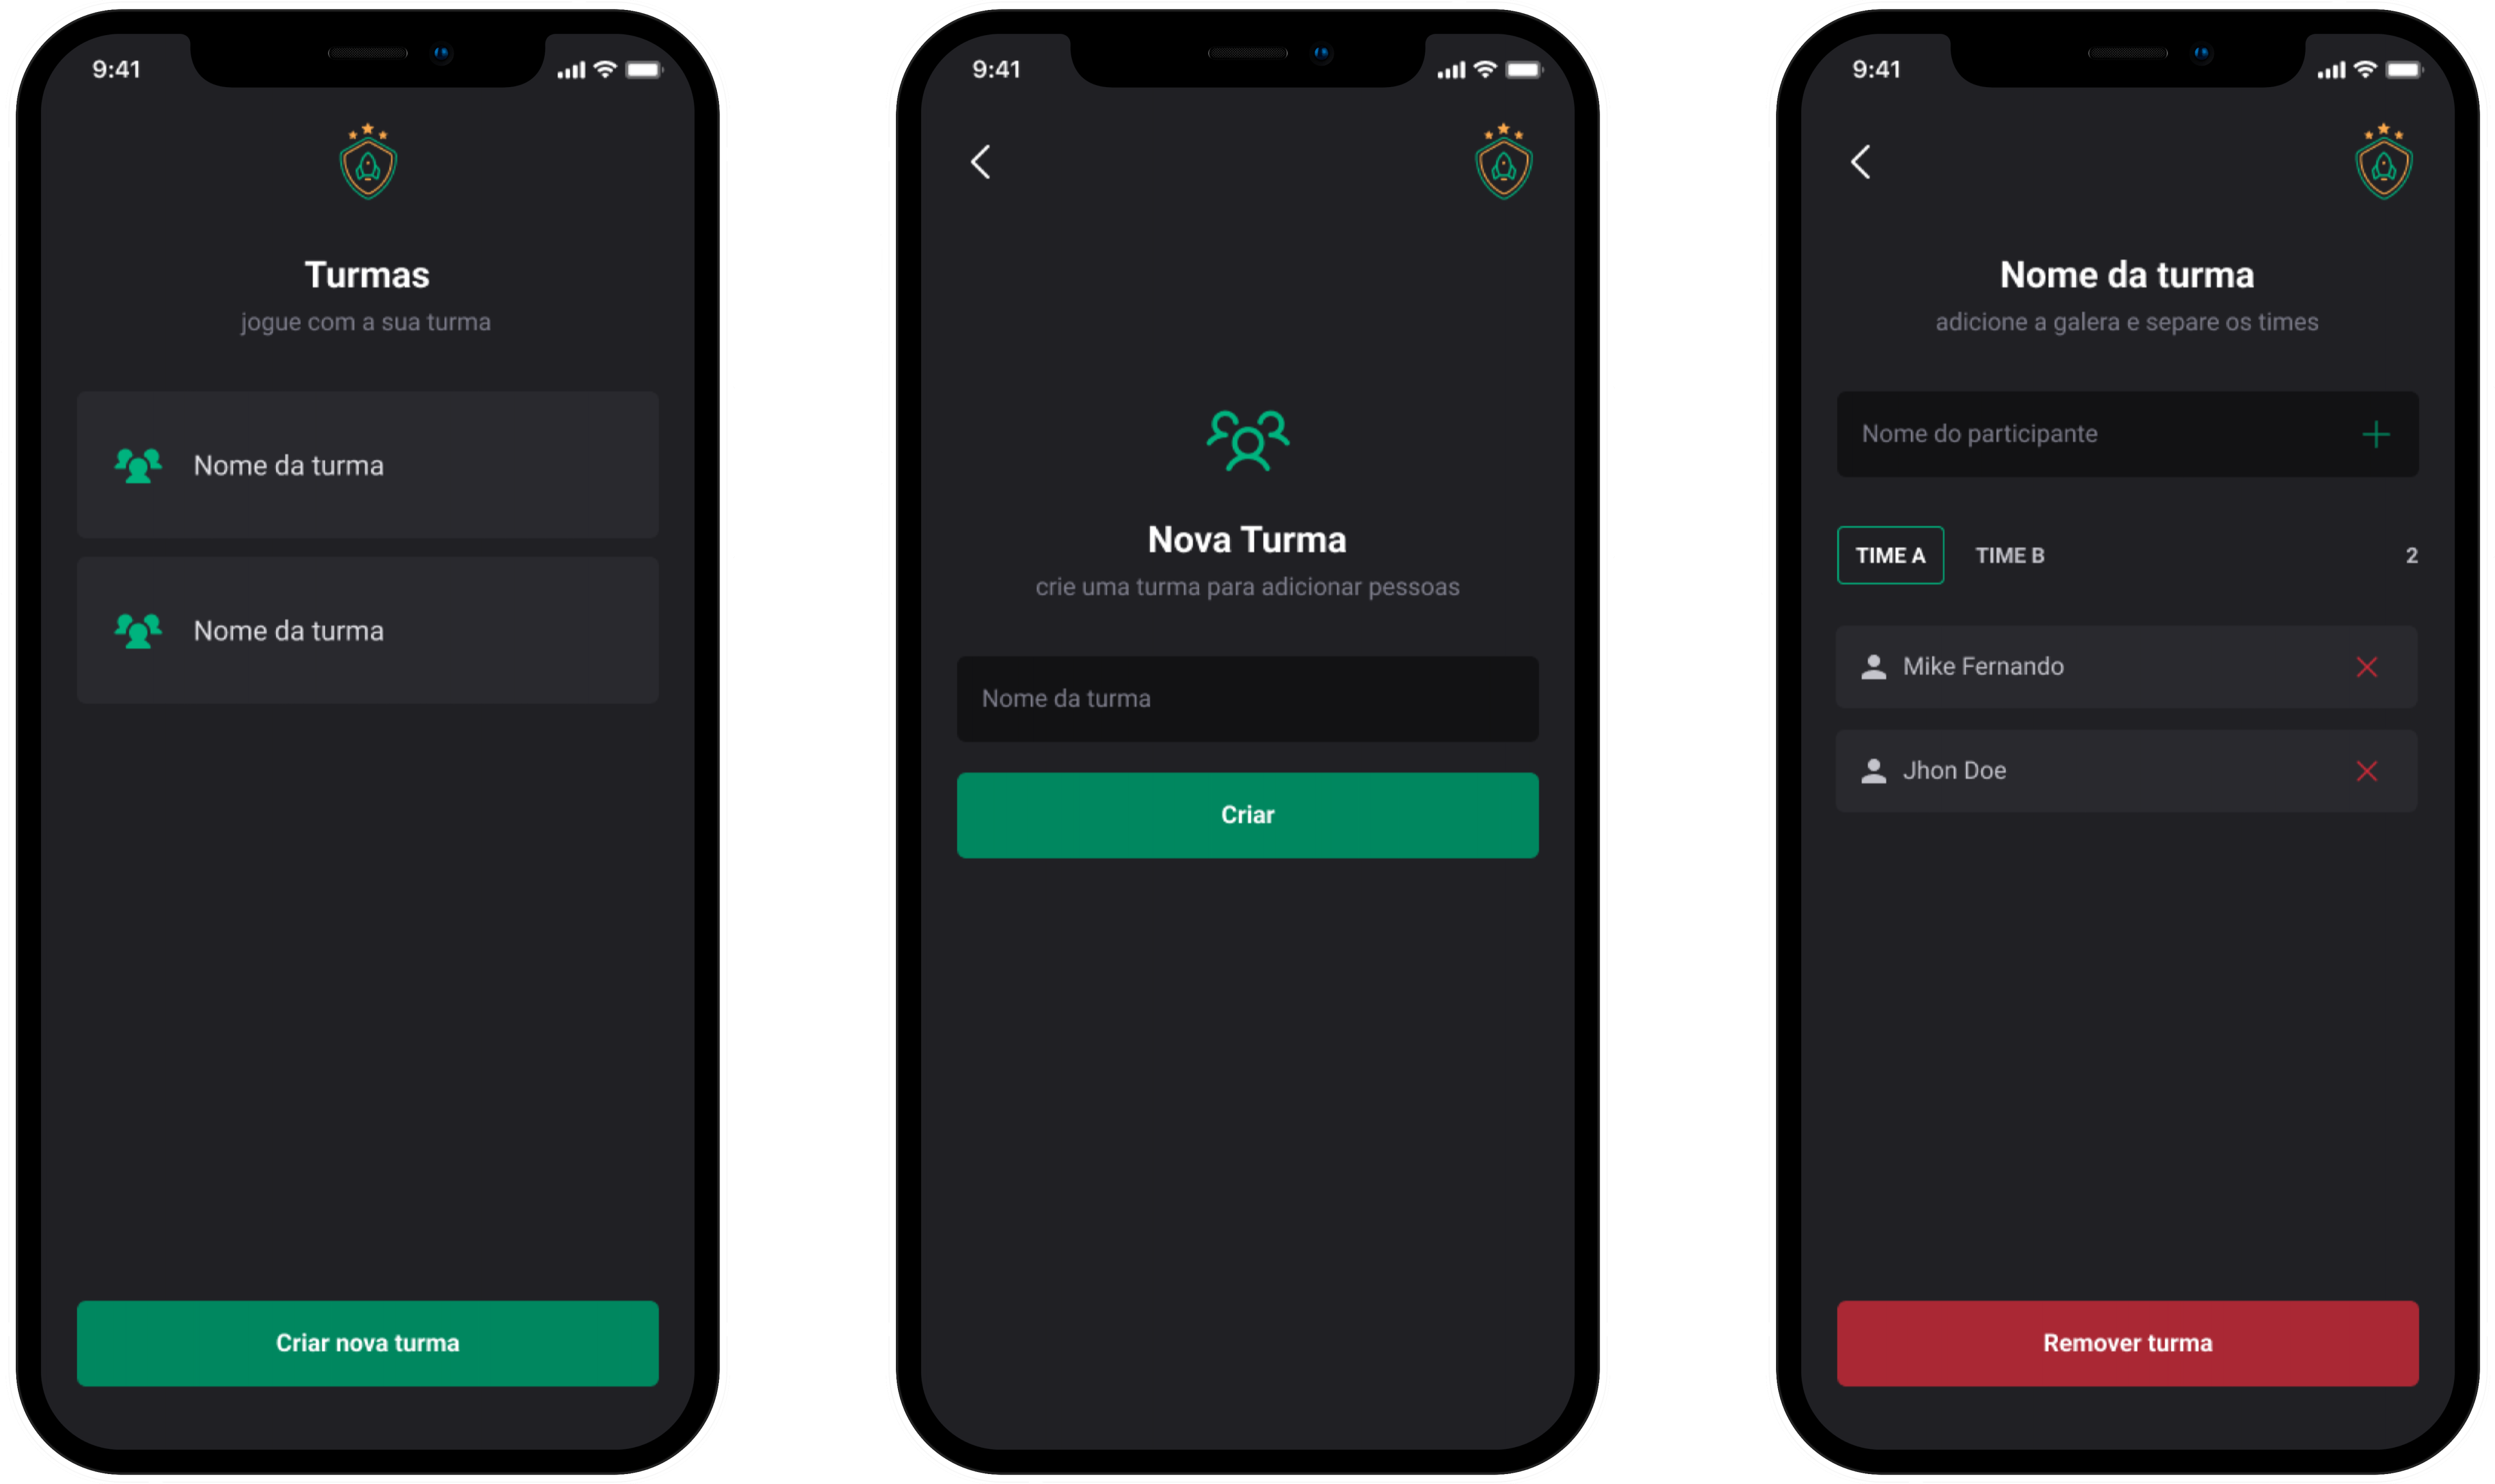 9:41
Turmas
jogue com a sua turma
Nome da turma
Nome da turma
Criar nova turma
9:41
Nova Turma
crie uma turma para adicionar pessoas
Nome da turma
Criar
9:41
Nome da turma
adicione a galera e separe os times
Nome do participante
TIME A TIME B 2
Mike Fernando
Jhon Doe
Remover turma